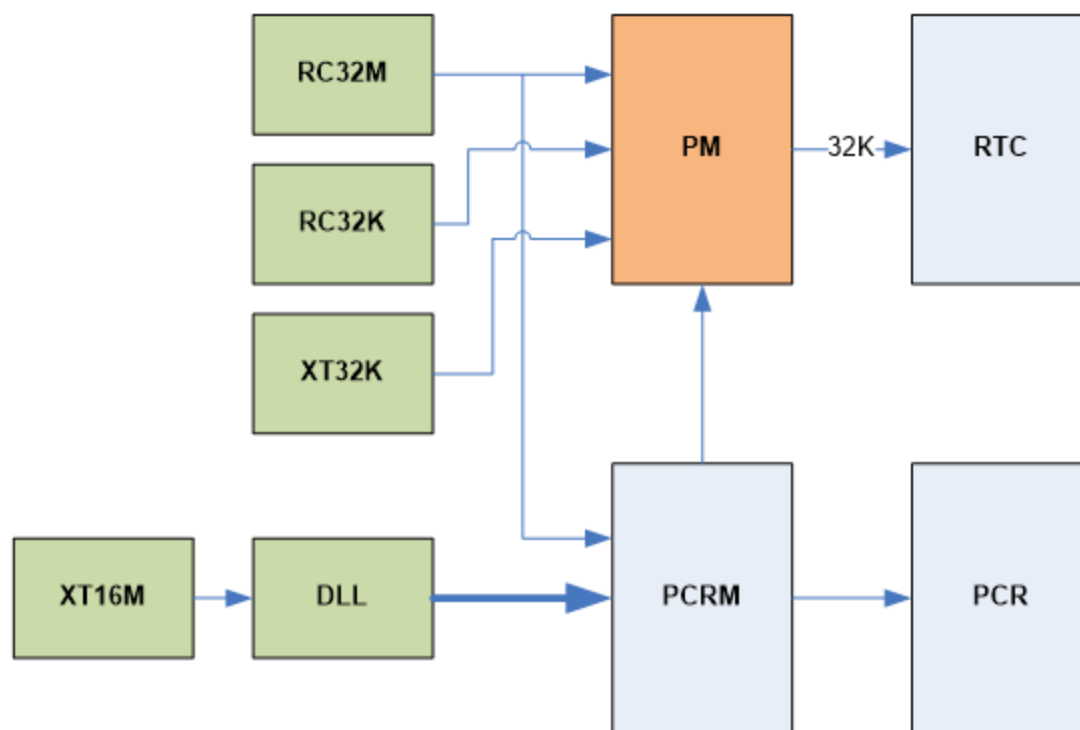 RC32M
PM
32K
RTC
RC32K
XT32K
XT16M
DLL
PCRM
PCR